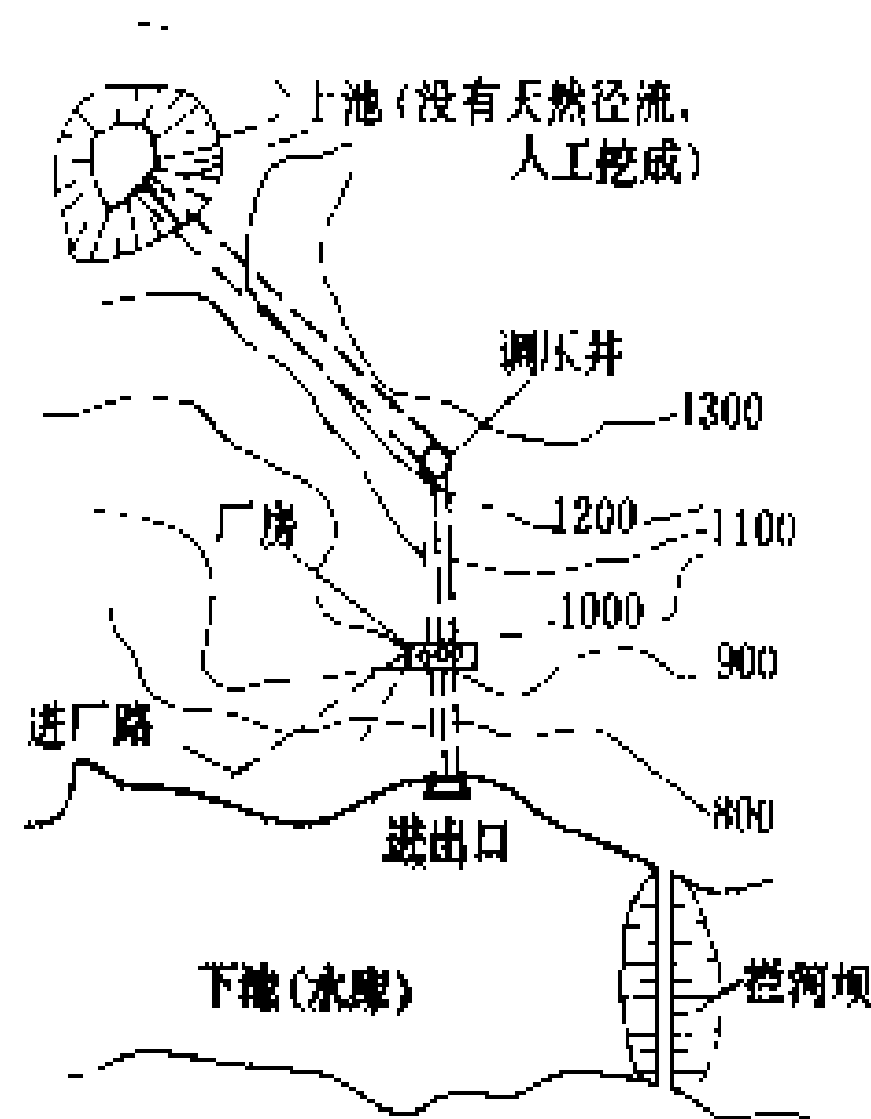 上池(没有天然径流,
人工挖成)
调压井
1300
厂房
1200
1100
1000
900
进厂路
800
进出口
下池(水库)
拦河坝